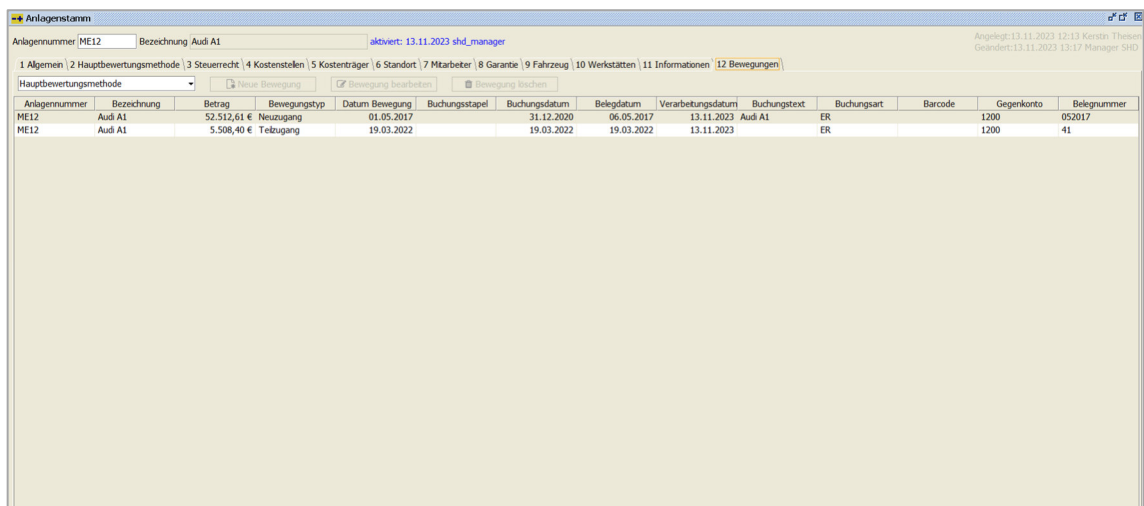 Anlagenstamm
Anlagennummer ME12 Bezeichnung Audi A1 aktiviert: 13.11.2023 shd_manager
Angelegt:13.11.2023 12:13 Kerstin Theisen
Geändert:13.11.2023 13:17 Manager SHD
1 Allgemein 2 Hauptbewertungsmethode 3 Steuerrecht 4 Kostenstellen 5 Kostenträger 6 Standort 7 Mitarbeiter 8 Garantie 9 Fahrzeug 10 Werkstätten 11 Informationen 12 Bewegungen
Hauptbewertungsmethode Neue Bewegung Bewegung bearbeiten Bewegung löschen
Anlagennummer Bezeichnung Betrag Bewegungstyp Datum Bewegung Buchungsstapel Buchungsdatum Belegdatum Verarbeitungsdatum Buchungstext Buchungsart Barcode Gegenkonto Belegnummer
ME12 Audi A1 52.512,61 € Neuzugang 01.05.2017 31.12.2020 06.05.2017 13.11.2023 Audi A1 ER 1200 052017
ME12 Audi A1 5.508,40 € Teilzugang 19.03.2022 19.03.2022 19.03.2022 13.11.2023 ER 1200 41